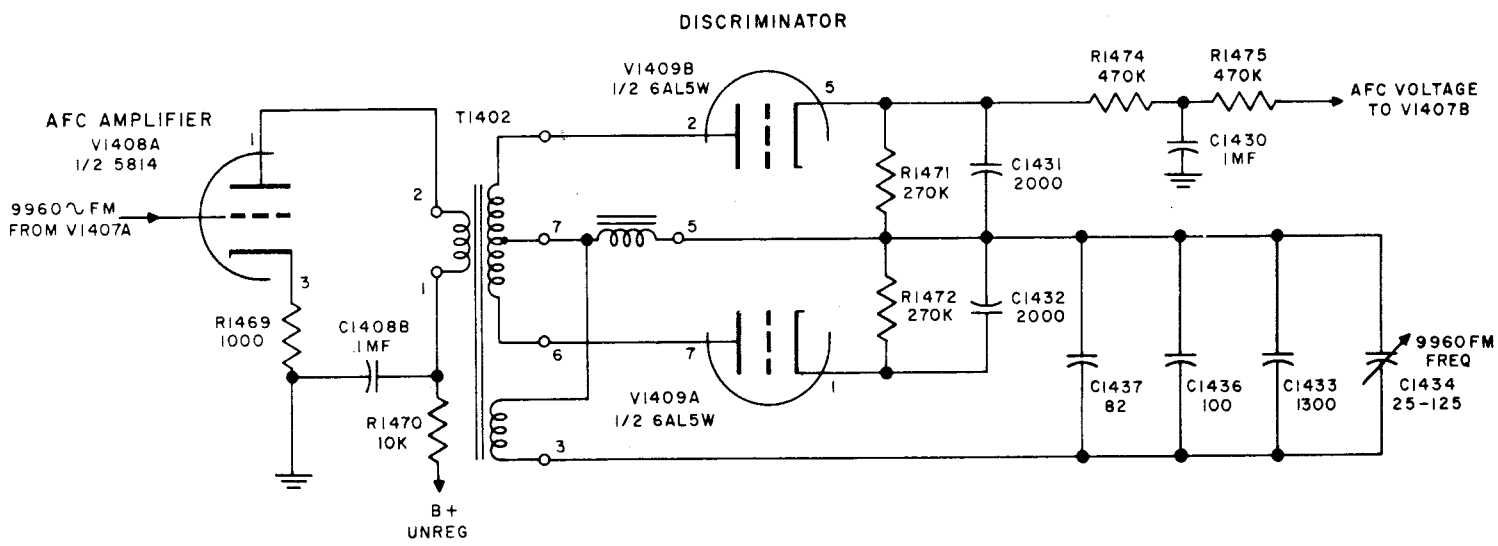 DISCRIMINATOR
AFC AMPLIFIER
V1408A
1/2 5814
1
9960∿FM
FROM V1407A
3
R1469
1000
C1408B
.1MF
R1470
10K
B+
UNREG
2
1
T1402
7
5
6
3
V1409B
1/2 6AL5W
2
5
V1409A
1/2 6AL5W
7
1
R1471
270K
C1431
2000
R1472
270K
C1432
2000
R1474
470K
R1475
470K
C1430
1MF
AFC VOLTAGE
TO V1407B
C1437
82
C1436
100
C1433
1300
9960 FM
FREQ
C1434
25-125